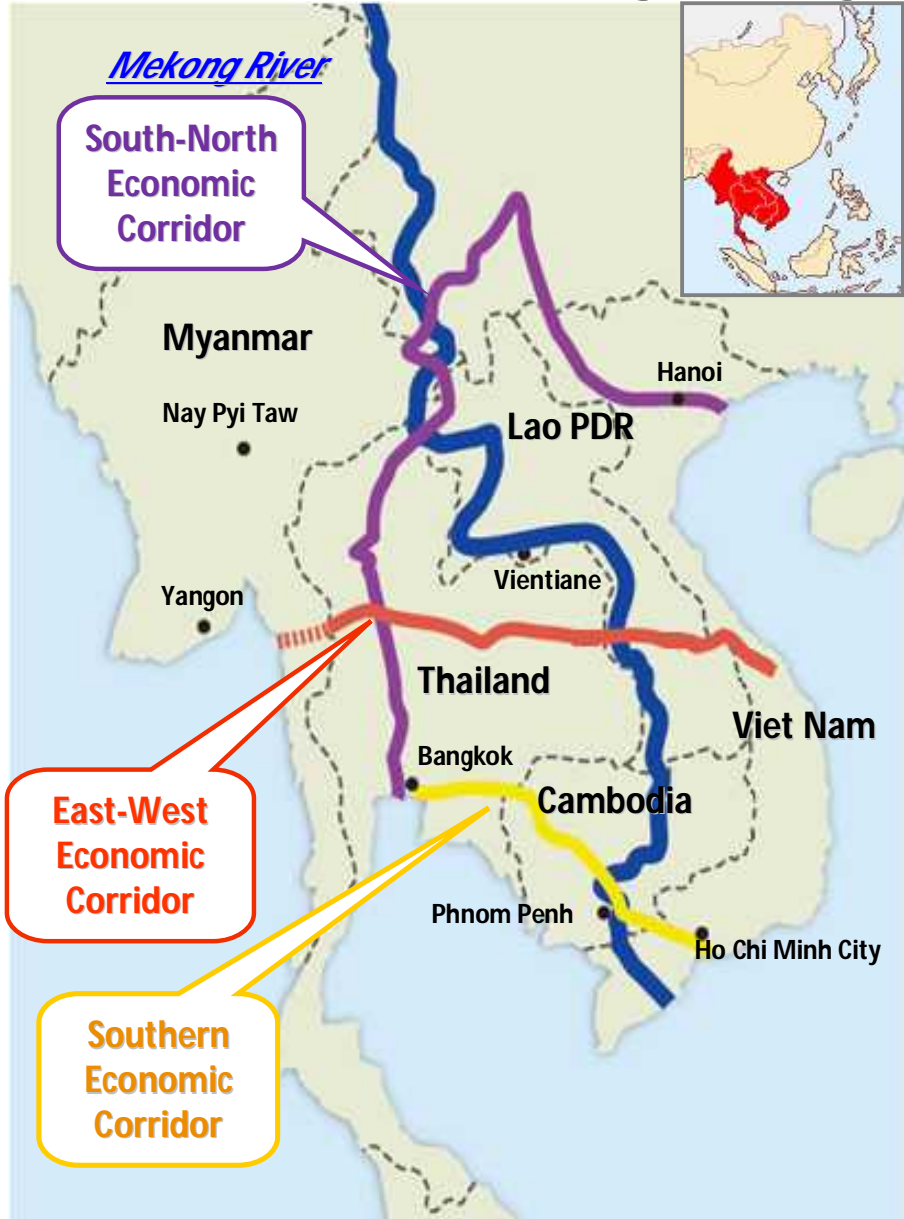 Mekong River
South-North
Economic
Corridor
Myanmar
Hanoi
Nay Pyi Taw
Lao PDR
Vientiane
Yangon
Thailand
Viet Nam
Bangkok
East-West
Economic
Corridor
Cambodia
Phnom Penh
Ho Chi Minh City
Southern
Economic
Corridor